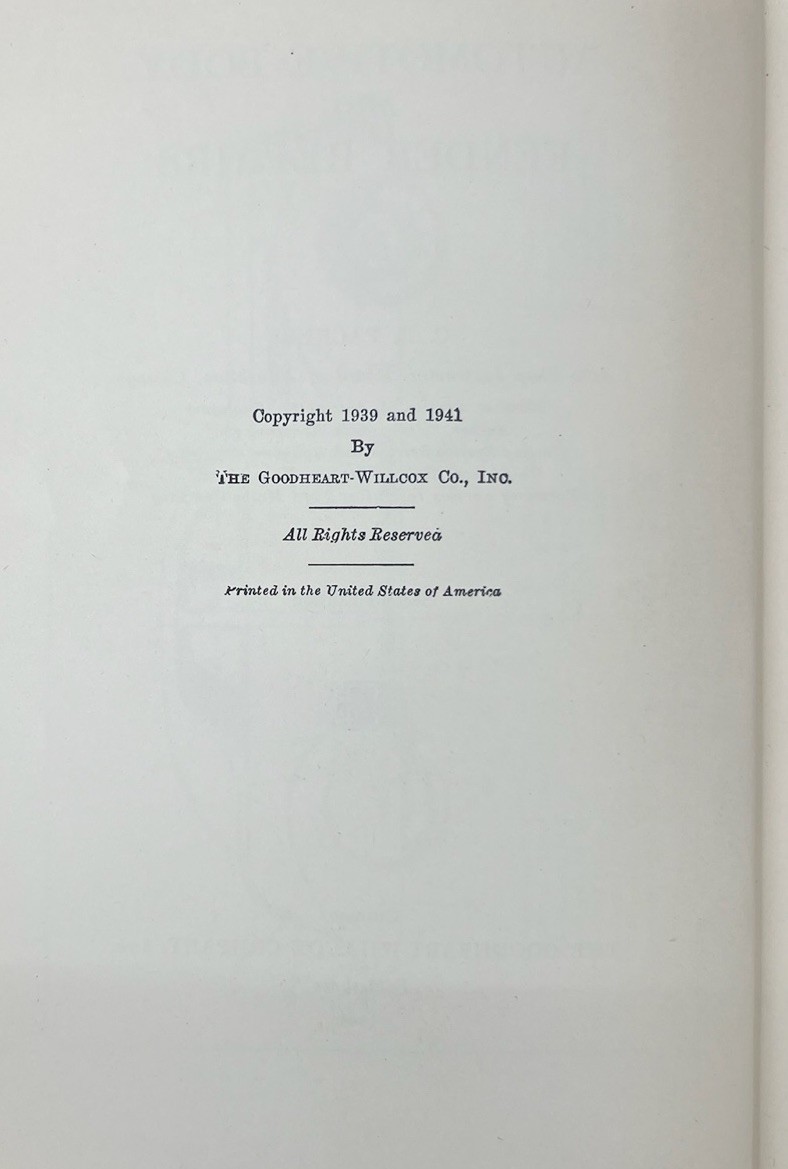 Copyright 1939 and 1941
By
THE GOODHEART-WILLCOX CO., INC.
All Rights Reserved
Printed in the United States of America